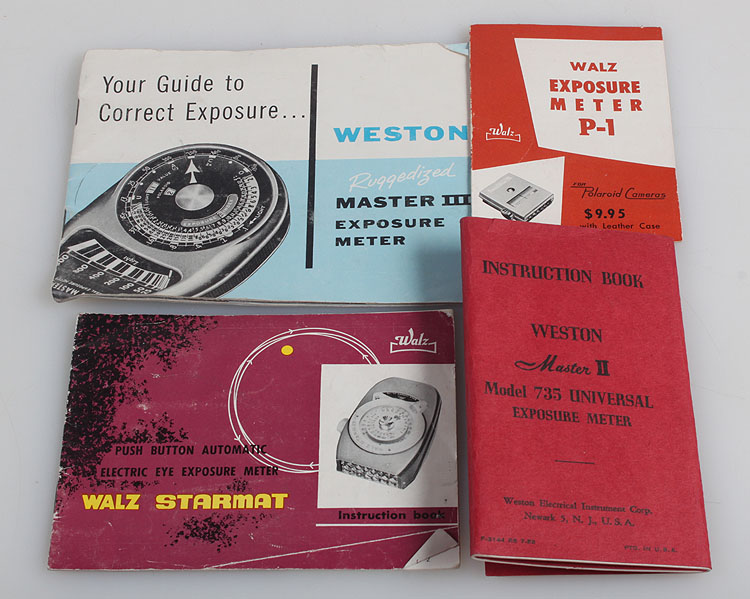 Your Guide to
Correct Exposure...
WESTON
Ruggedized
MASTER III
EXPOSURE
METER
WALZ
EXPOSURE
METER
P-1
Walz
FOR
Polaroid Cameras
$9.95
with Leather Case
Walz
PUSH BUTTON AUTOMATIC
ELECTRIC EYE EXPOSURE METER
WALZ STARMAT
Instruction book
INSTRUCTION BOOK
WESTON
Master II
Model 735 UNIVERSAL
EXPOSURE METER
Weston Electrical Instrument Corp.
Newark 5, N. J., U. S. A.
PTD. IN U.S.A.